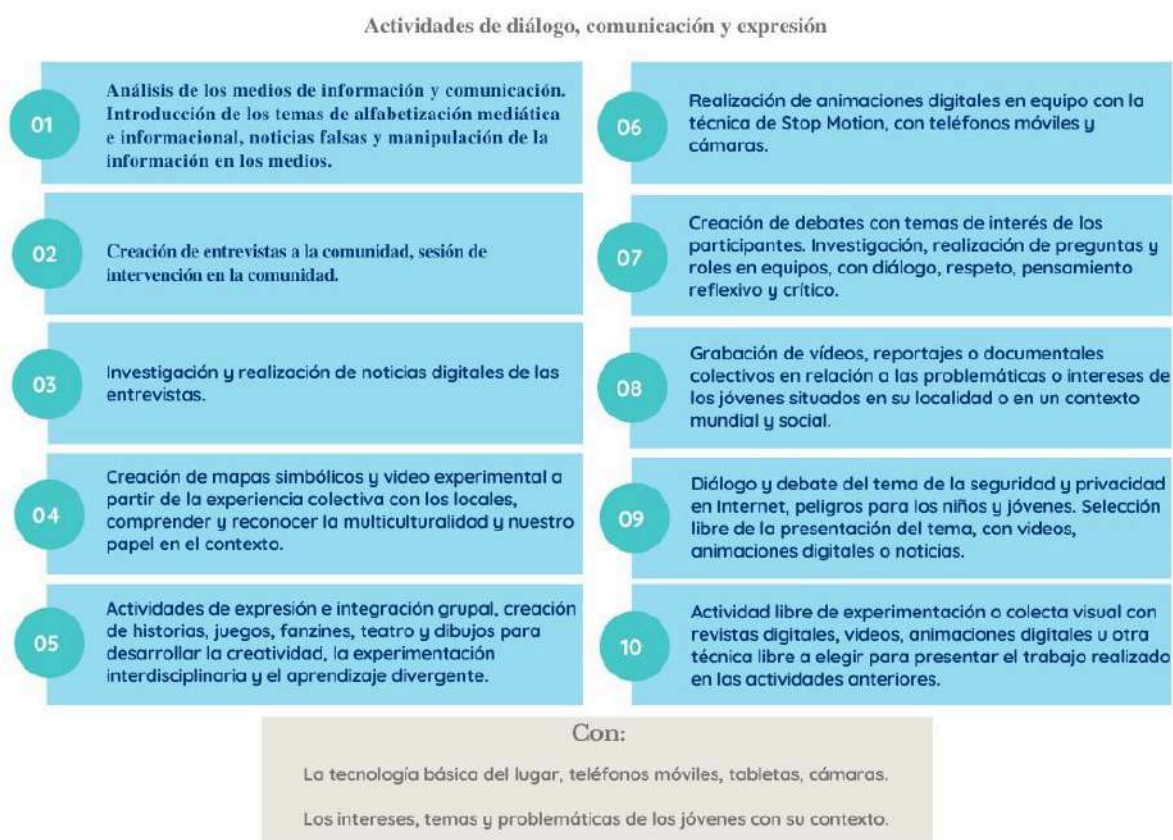 Actividades de diálogo, comunicación y expresión
01
Análisis de los medios de información y comunicación.
Introducción de los temas de alfabetización mediática
e informacional, noticias falsas y manipulación de la
información en los medios.
02
Creación de entrevistas a la comunidad, sesión de
intervención en la comunidad.
03
Investigación y realización de noticias digitales de las
entrevistas.
04
Creación de mapas simbólicos y video experimental a
partir de la experiencia colectiva con los locales,
comprender y reconocer la multiculturalidad y nuestro
papel en el contexto.
05
Actividades de expresión e integración grupal, creación
de historias, juegos, fanzines, teatro y dibujos para
desarrollar la creatividad, la experimentación
interdisciplinaria y el aprendizaje divergente.
06
Realización de animaciones digitales en equipo con la
técnica de Stop Motion, con teléfonos móviles y
cámaras.
07
Creación de debates con temas de interés de los
participantes. Investigación, realización de preguntas y
roles en equipos, con diálogo, respeto, pensamiento
reflexivo y crítico.
08
Grabación de vídeos, reportajes o documentales
colectivos en relación a las problemáticas o intereses de
los jóvenes situados en su localidad o en un contexto
mundial y social.
09
Diálogo y debate del tema de la seguridad y privacidad
en Internet, peligros para los niños y jóvenes. Selección
libre de la presentación del tema, con videos,
animaciones digitales o noticias.
10
Actividad libre de experimentación o colecta visual con
revistas digitales, videos, animaciones digitales u otra
técnica libre a elegir para presentar el trabajo realizado
en las actividades anteriores.
Con:
La tecnología básica del lugar, teléfonos móviles, tabletas, cámaras.
Los intereses, temas y problemáticas de los jóvenes con su contexto.